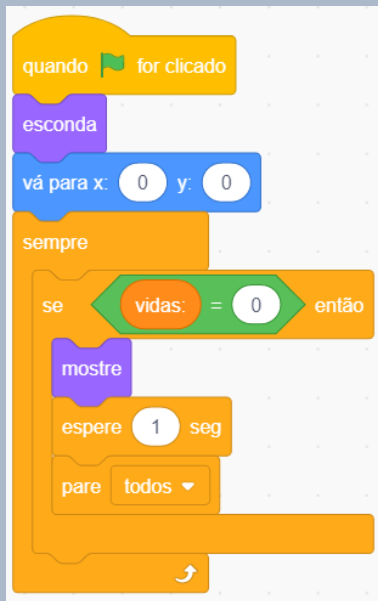 quando for clicado
esconda
vá para x: 0 y: 0
sempre
se vidas: = 0 então
mostre
espere 1 seg
pare todos